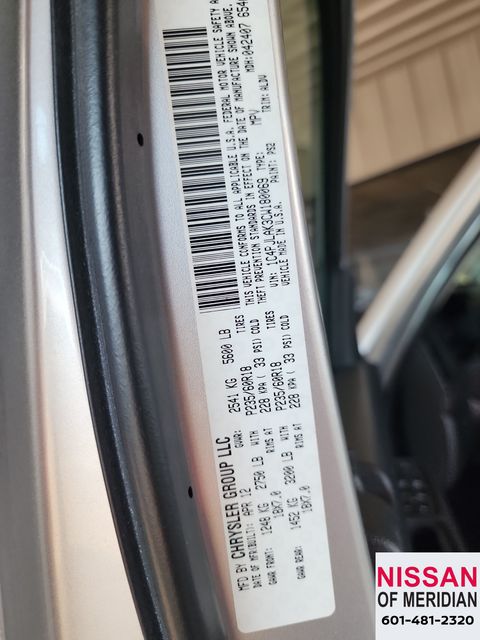 MFD BY CHRYSLER GROUP LLC
DATE OF MFR(BUILT): APR 12 GVWR: 2541 KG 5600 LB
GAWR FRONT: 1248 KG 2750 LB WITH TIRES P235/60R18
18X7.0 RIMS AT 228 KPA ( 33 PSI) COLD
GAWR REAR: 1452 KG 3200 LB WITH TIRES P235/60R18
18X7.0 RIMS AT 228 KPA ( 33 PSI) COLD
THIS VEHICLE CONFORMS TO ALL APPLICABLE U.S.A. FEDERAL MOTOR VEHICLE SAFETY
THEFT PREVENTION STANDARDS IN EFFECT ON THE DATE OF MANUFACTURE SHOWN ABOVE.
VIN: 1C4PJLAK3CW180069 TYPE: MPV MDH: 042407
VEHICLE MADE IN U.S.A. PAINT: PS2 TRIM: ALDV
NISSAN
OF MERIDIAN
601-481-2320